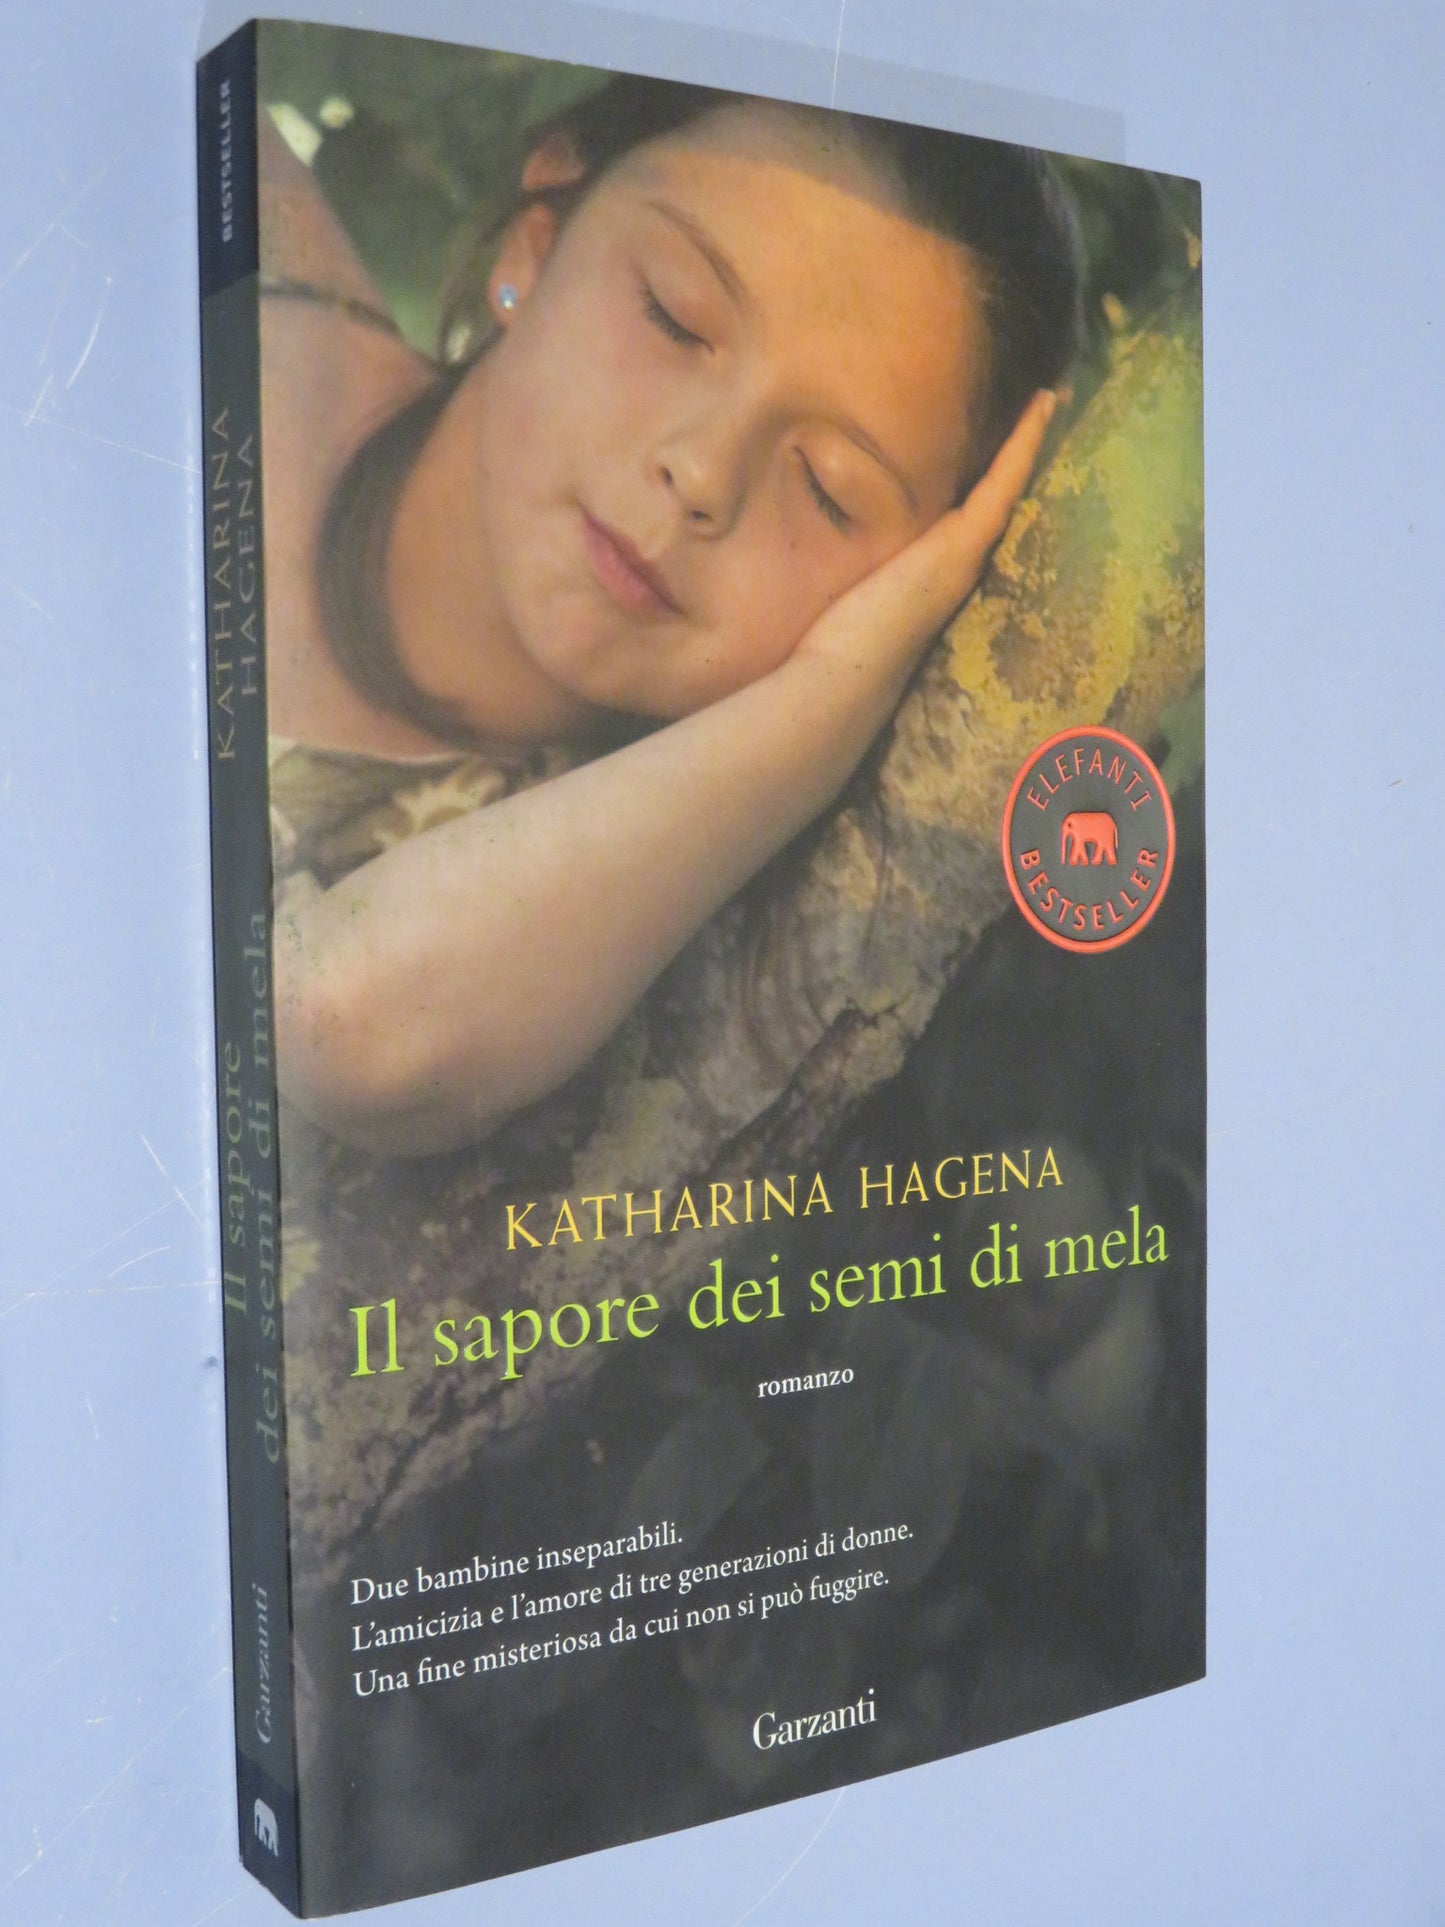 BESTSELLER
KATHARINA
HAGENA
Il sapore
dei semi di mela
Garzanti
ELEFANTI
BESTSELLER
KATHARINA HAGENA
Il sapore dei semi di mela
romanzo
Due bambine inseparabili.
L'amicizia e l'amore di tre generazioni di donne.
Una fine misteriosa da cui non si può fuggire.
Garzanti